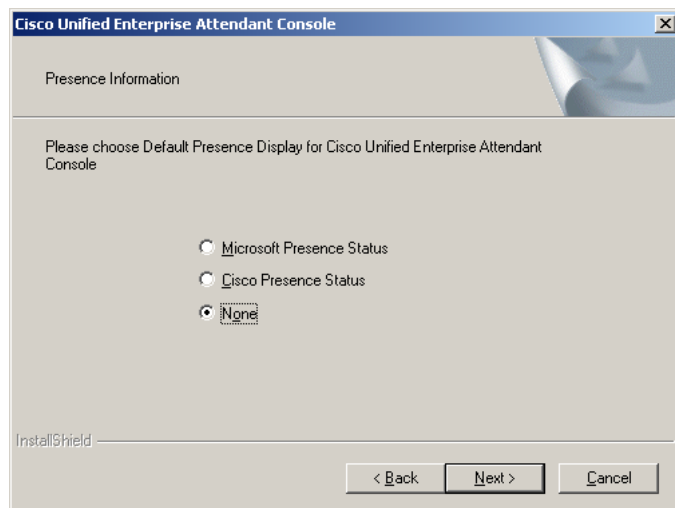 Cisco Unified Enterprise Attendant Console
Presence Information
Please choose Default Presence Display for Cisco Unified Enterprise Attendant
Console
Microsoft Presence Status
Cisco Presence Status
None
InstallShield
< Back Next > Cancel